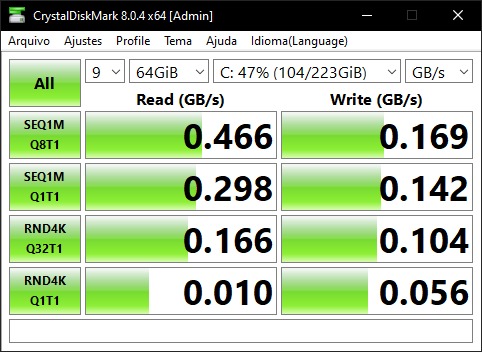 CrystalDiskMark 8.0.4 x64 [Admin]
Arquivo Ajustes Profile Tema Ajuda Idioma(Language)
All 9 64GiB C: 47% (104/223GiB) GB/s
Read (GB/s) Write (GB/s)
SEQ1M
Q8T1
0.466 0.169
SEQ1M
Q1T1
0.298 0.142
RND4K
Q32T1
0.166 0.104
RND4K
Q1T1
0.010 0.056